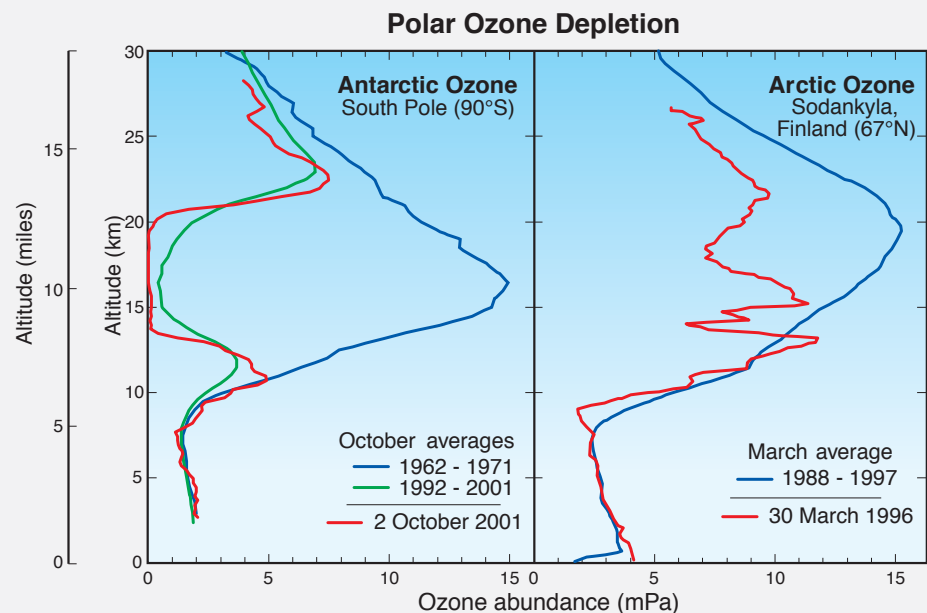 Polar Ozone Depletion
Altitude (miles)
15
10
5
0
Altitude (km)
30
25
20
15
10
5
0
Antarctic Ozone
South Pole (90°S)
October averages
1962 - 1971
1992 - 2001
2 October 2001
0 5 10 15
Arctic Ozone
Sodankyla,
Finland (67°N)
March average
1988 - 1997
30 March 1996
0 5 10 15
Ozone abundance (mPa)